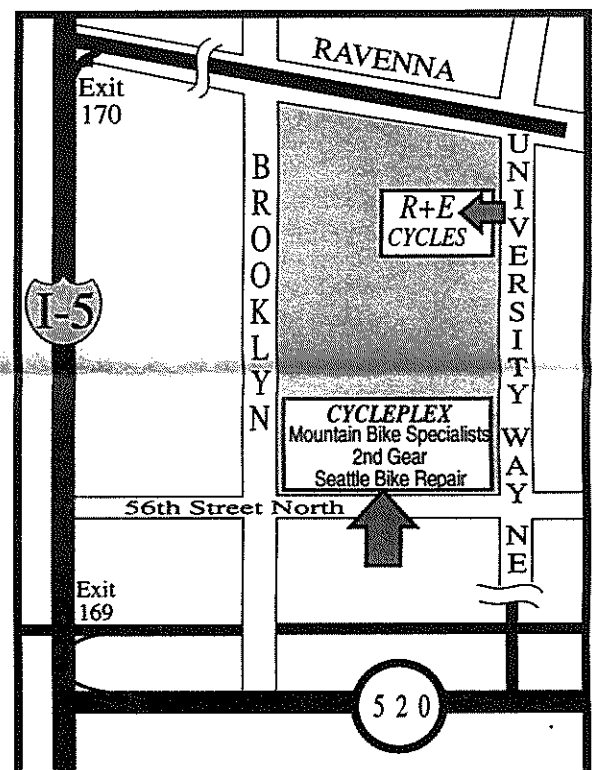 RAVENNA
Exit
170
BROOKLYN
UNIVERSITY WAY NE
R+E
CYCLES
I-5
CYCLEPLEX
Mountain Bike Specialists
2nd Gear
Seattle Bike Repair
56th Street North
Exit
169
520